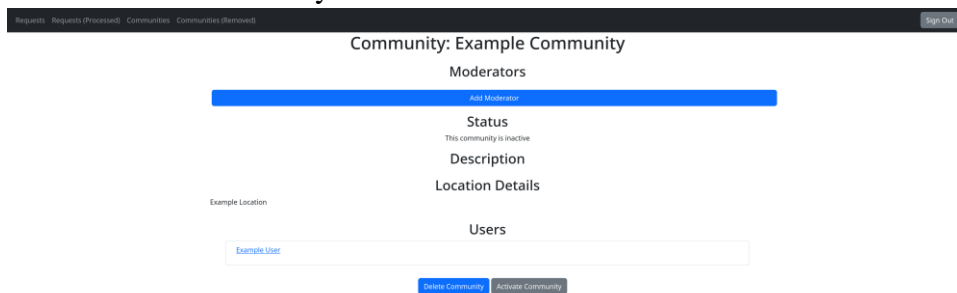 Requests Requests (Processed) Communities Communities (Removed) Sign Out
Community: Example Community
Moderators
Add Moderator
Status
This community is inactive
Description
Location Details
Example Location
Users
Example User
Delete Community Activate Community